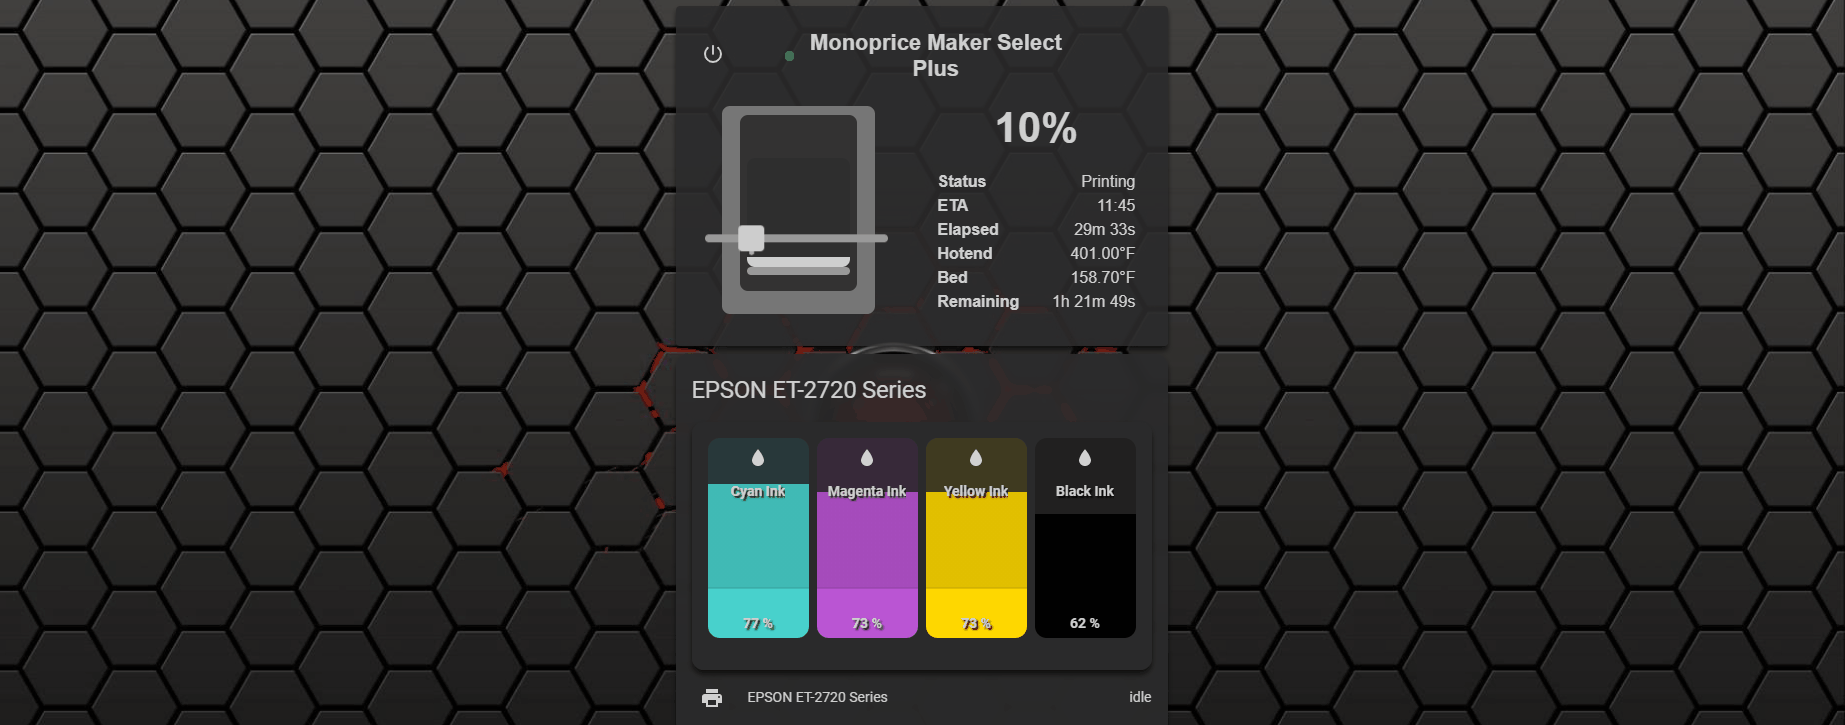 Monoprice Maker Select
Plus
10%
Status Printing
ETA 11:45
Elapsed 29m 33s
Hotend 401.00°F
Bed 158.70°F
Remaining 1h 21m 49s
EPSON ET-2720 Series
Cyan Ink Magenta Ink Yellow Ink Black Ink
77 % 73 % 73 % 62 %
EPSON ET-2720 Series idle